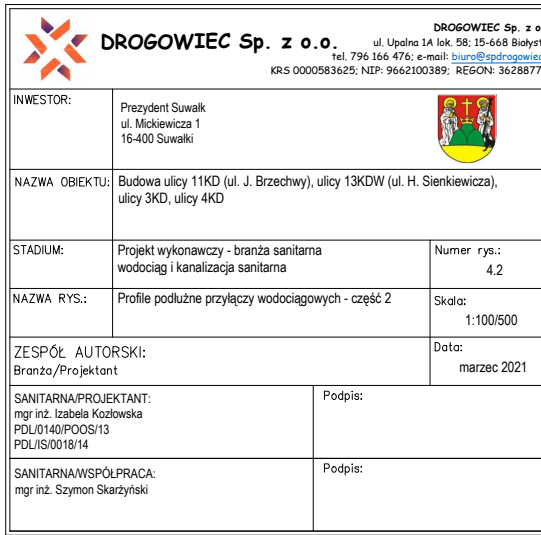 DROGOWIEC Sp. z o
DROGOWIEC Sp. z o.o.
ul. Upalna 1A lok. 58; 15-668 Białyst
tel. 796 166 476; e-mail: biuro@spdrogowiec
KRS 0000583625; NIP: 9662100389; REGON: 3628877
INWESTOR:
Prezydent Suwałk
ul. Mickiewicza 1
16-400 Suwałki
NAZWA OBIEKTU:
Budowa ulicy 11KD (ul. J. Brzechwy), ulicy 13KDW (ul. H. Sienkiewicza),
ulicy 3KD, ulicy 4KD
STADIUM:
Projekt wykonawczy - branża sanitarna
wodociąg i kanalizacja sanitarna
Numer rys.:
4.2
NAZWA RYS.:
Profile podłużne przyłączy wodociągowych - część 2
Skala:
1:100/500
ZESPÓŁ AUTORSKI:
Branża/Projektant
Data:
marzec 2021
SANITARNA/PROJEKTANT:
mgr inż. Izabela Kozłowska
PDL/0140/POOS/13
PDL/IS/0018/14
Podpis:
SANITARNA/WSPÓŁPRACA:
mgr inż. Szymon Skarżyński
Podpis: